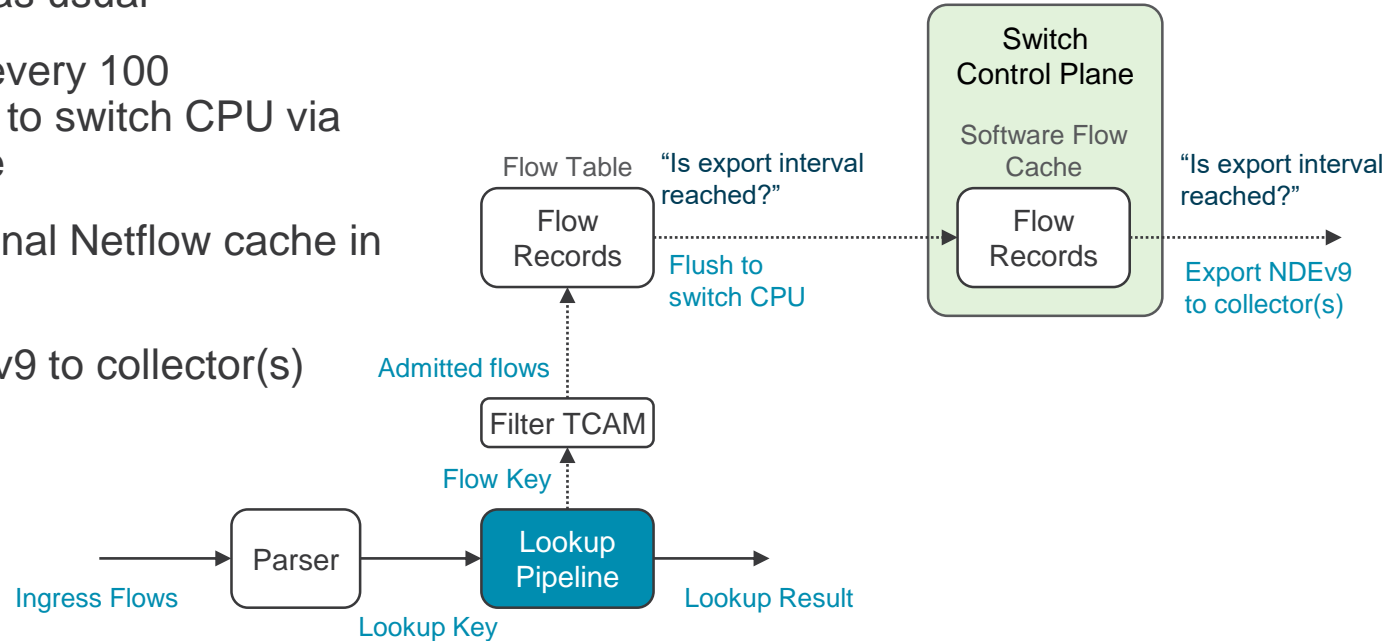 as usual
every 100
to switch CPU via
nal Netflow cache in
v9 to collector(s)
Switch
Control Plane
Software Flow
Cache
Flow
Records
Flow Table
Flow
Records
“Is export interval
reached?”
Flush to
switch CPU
“Is export interval
reached?”
Export NDEv9
to collector(s)
Admitted flows
Filter TCAM
Flow Key
Parser
Lookup
Pipeline
Ingress Flows
Lookup Key
Lookup Result